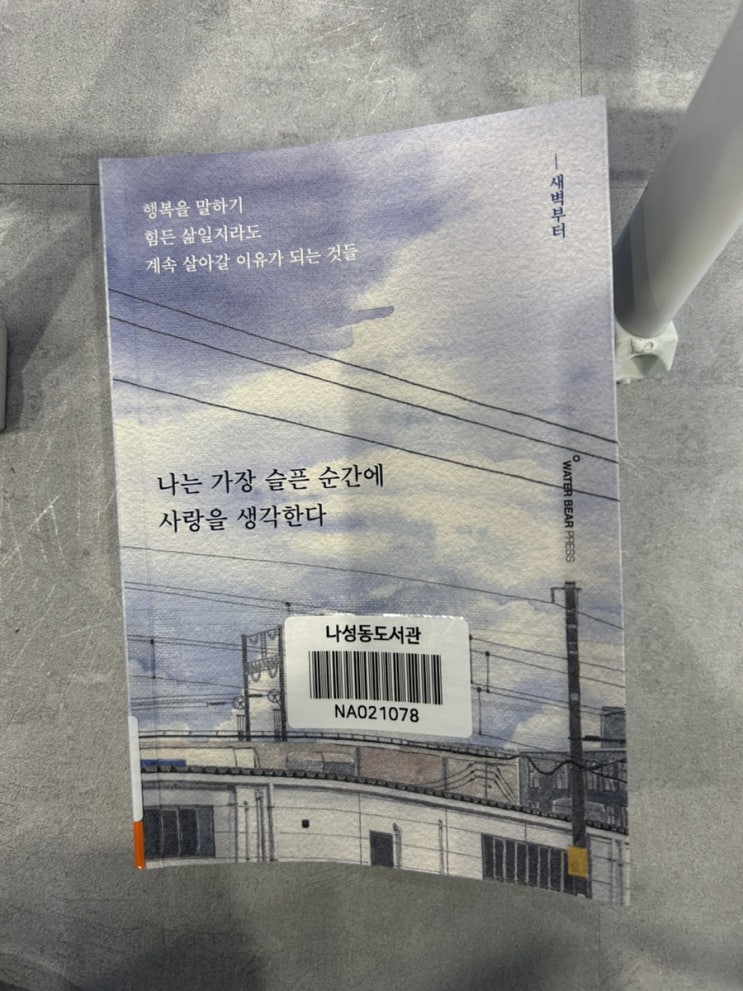 행복을 말하기
힘든 삶일지라도
계속 살아갈 이유가 되는 것들
새벽부터
나는 가장 슬픈 순간에
사랑을 생각한다
WATER BEAR PRESS
나성동도서관
NA021078